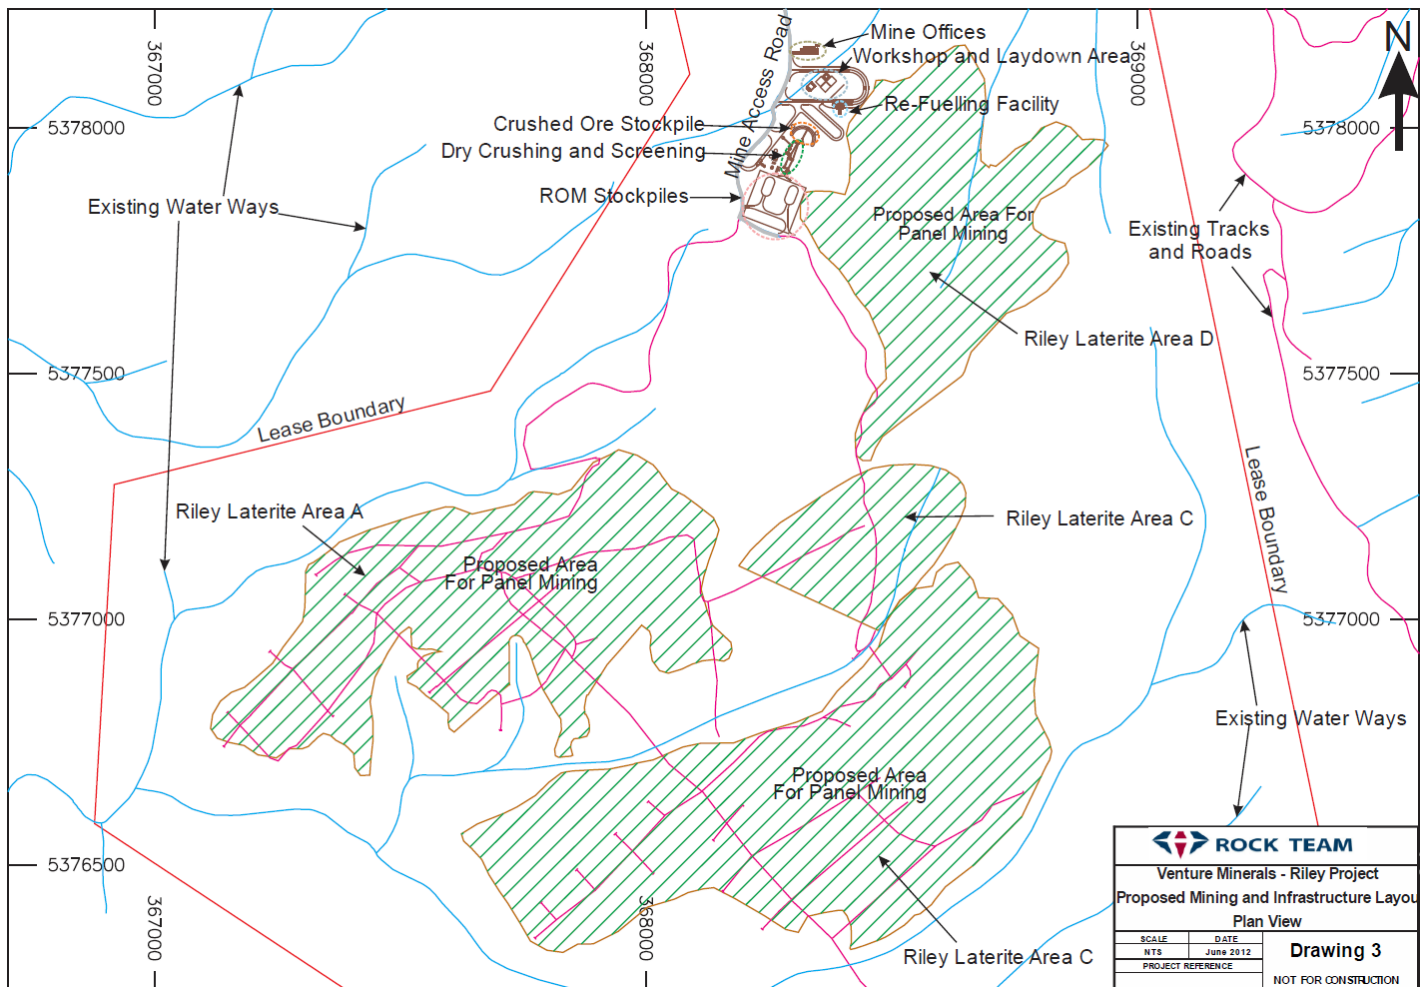 367000
368000
369000
N
Mine Offices
Workshop and Laydown Area
Mine Access Road
Re-Fuelling Facility
5378000
Crushed Ore Stockpile
5378000
Dry Crushing and Screening
ROM Stockpiles
Existing Water Ways
Proposed Area For
Panel Mining
Existing Tracks
and Roads
Riley Laterite Area D
5377500
5377500
Lease Boundary
Lease Boundary
Riley Laterite Area A
Riley Laterite Area C
Proposed Area
For Panel Mining
5377000
5377000
Existing Water Ways
Proposed Area
For Panel Mining
5376500
367000
368000
Riley Laterite Area C
ROCK TEAM
Venture Minerals - Riley Project
Proposed Mining and Infrastructure Layou
Plan View
SCALE
DATE
NTS
June 2012
Drawing 3
PROJECT REFERENCE
NOT FOR CONSTRUCTION